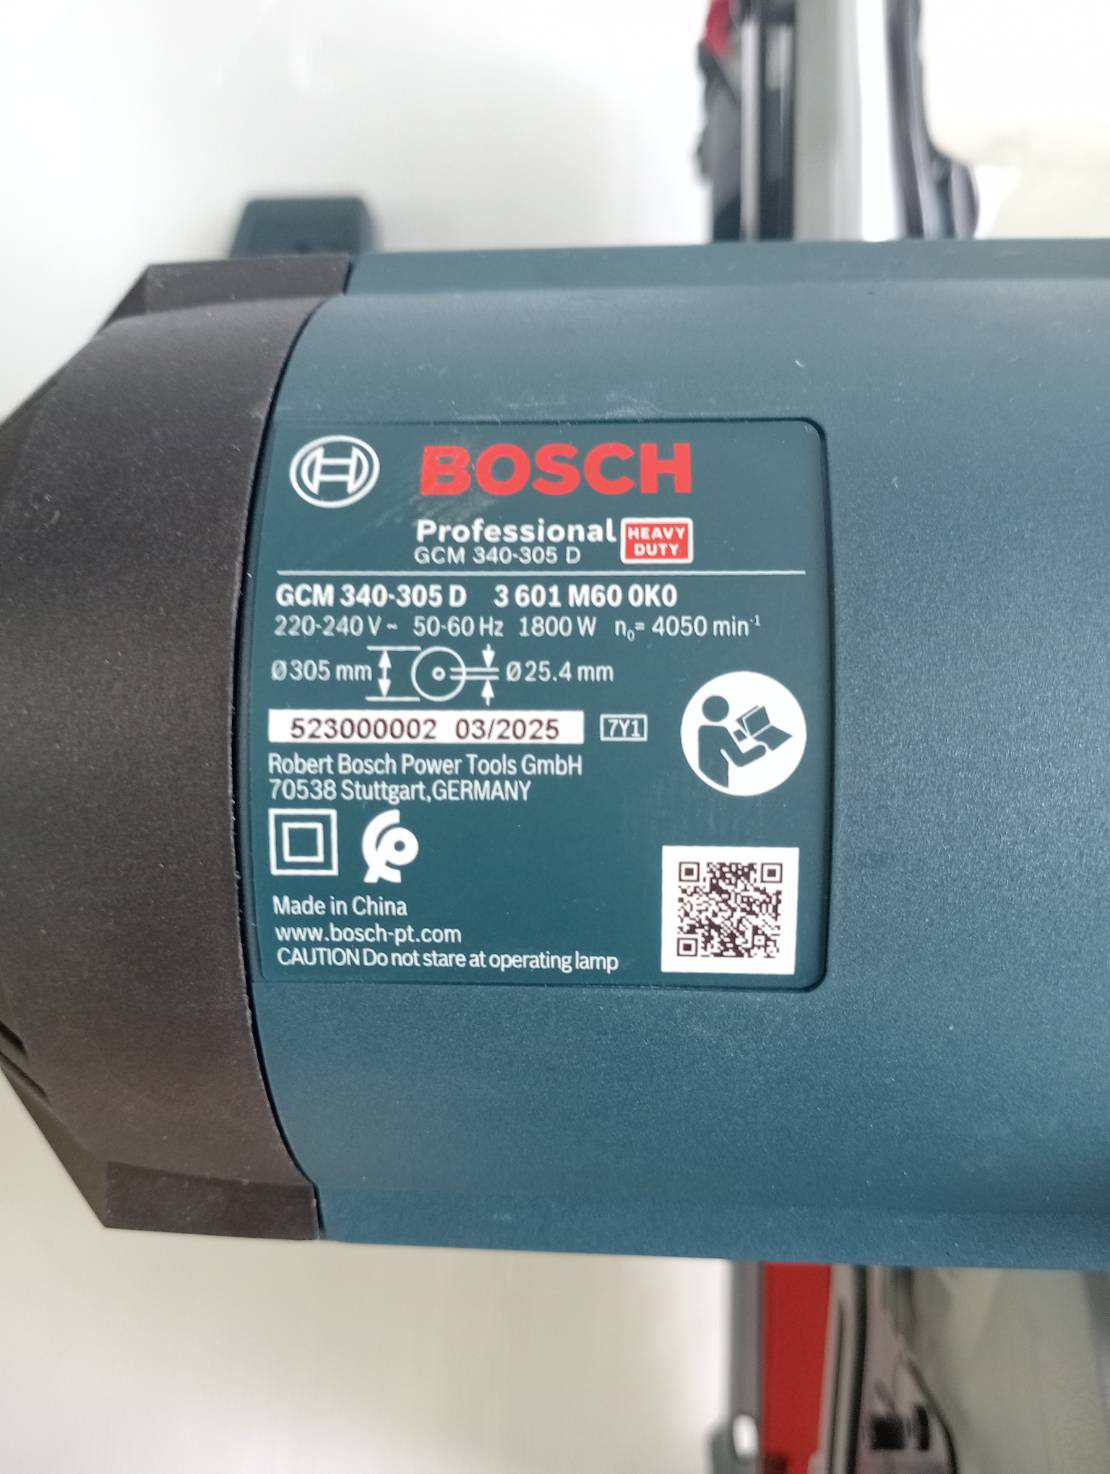 BOSCH
Professional HEAVY DUTY
GCM 340-305 D
GCM 340-305 D 3 601 M60 0K0
220-240 V ~ 50-60 Hz 1800 W n₀= 4050 min⁻¹
Ø 305 mm Ø 25.4 mm
523000002 03/2025 7Y1
Robert Bosch Power Tools GmbH
70538 Stuttgart,GERMANY
Made in China
www.bosch-pt.com
CAUTION Do not stare at operating lamp